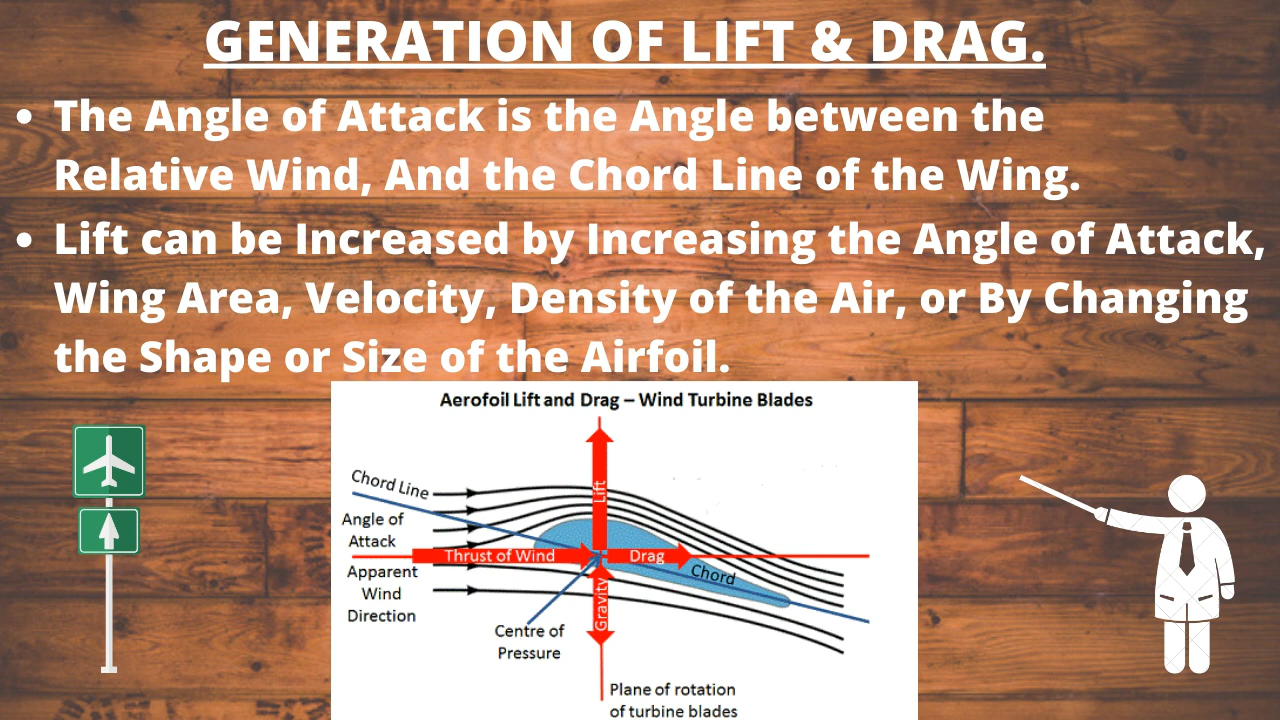 GENERATION OF LIFT & DRAG.
• The Angle of Attack is the Angle between the
Relative Wind, And the Chord Line of the Wing.
• Lift can be Increased by Increasing the Angle of Attack,
Wing Area, Velocity, Density of the Air, or By Changing
the Shape or Size of the Airfoil.
Aerofoil Lift and Drag – Wind Turbine Blades
Chord Line
Lift
Angle of
Attack
Thrust of Wind
Drag
Apparent
Wind
Direction
Chord
Gravity
Centre of
Pressure
Plane of rotation
of turbine blades